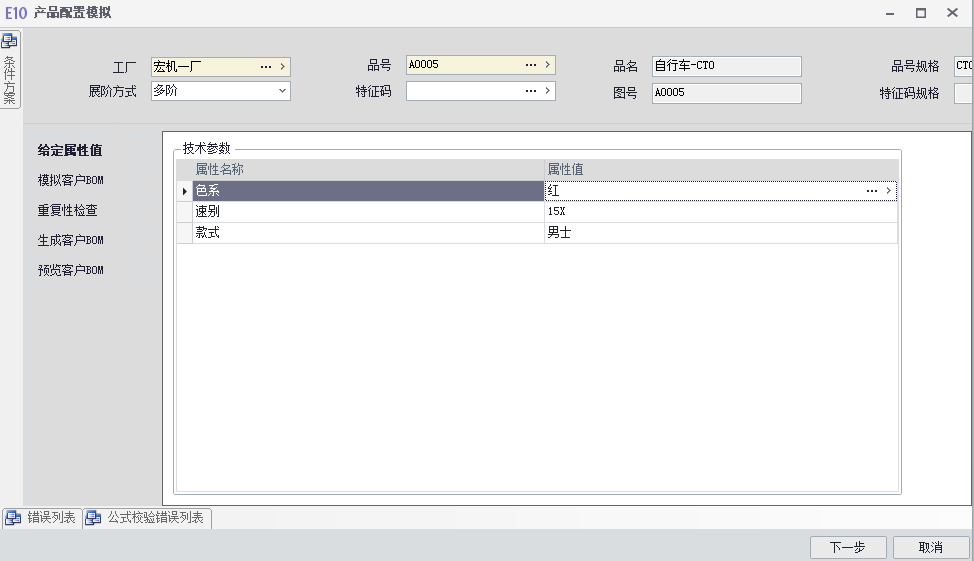 E10 产品配置模拟
条件方案
工厂 宏机一厂 ... 品号 A0005 ... 品名 自行车-CTO 品号规格 CTO
展阶方式 多阶 特征码 ... 图号 A0005 特征码规格
给定属性值
模拟客户BOM
重复性检查
生成客户BOM
预览客户BOM
技术参数
属性名称 属性值
色系 红 ...
速别 15X
款式 男士
错误列表 公式校验错误列表
下一步 取消